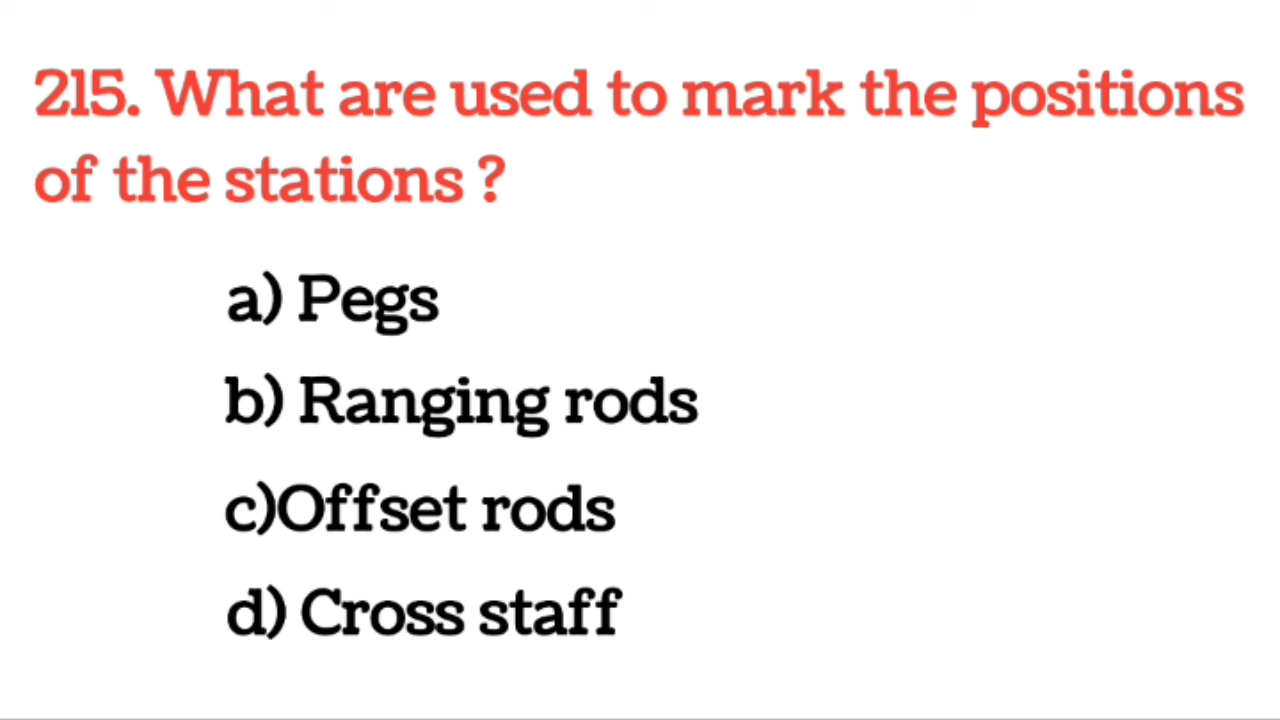 215. What are used to mark the positions
of the stations ?
a) Pegs
b) Ranging rods
c)Offset rods
d) Cross staff